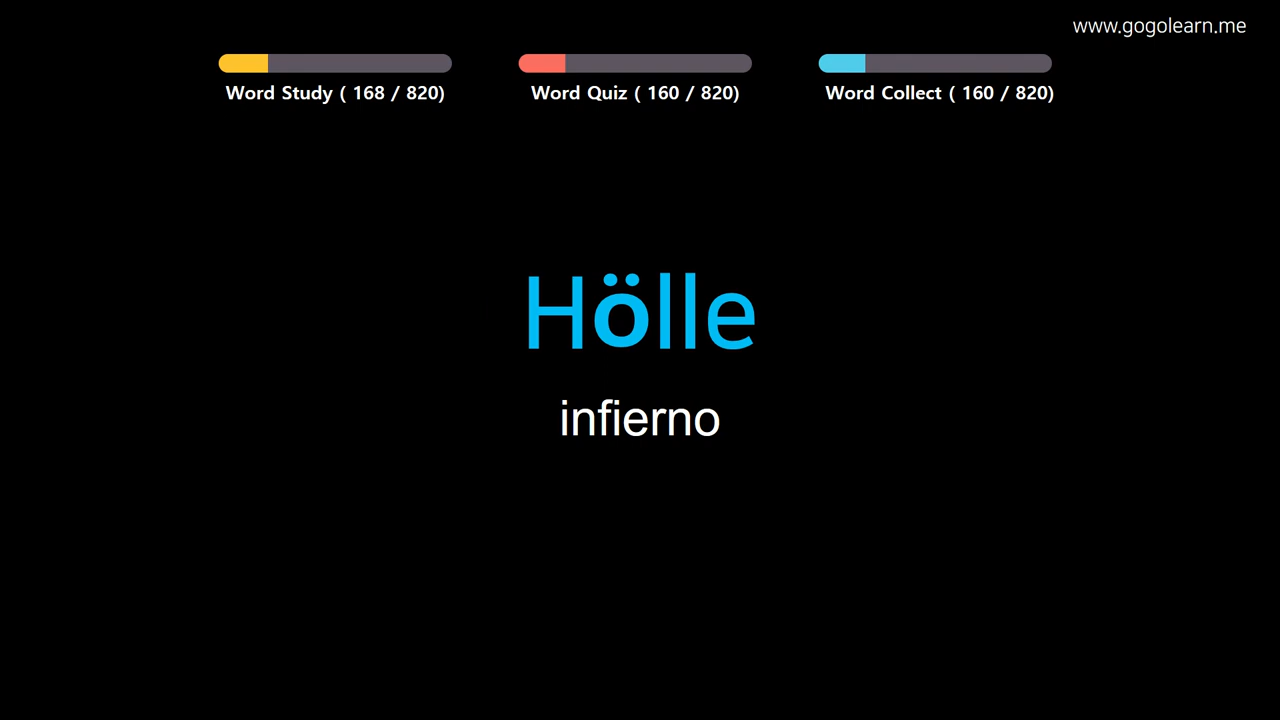 www.gogolearn.me
Word Study ( 168 / 820)
Word Quiz ( 160 / 820)
Word Collect ( 160 / 820)
Hölle
infierno